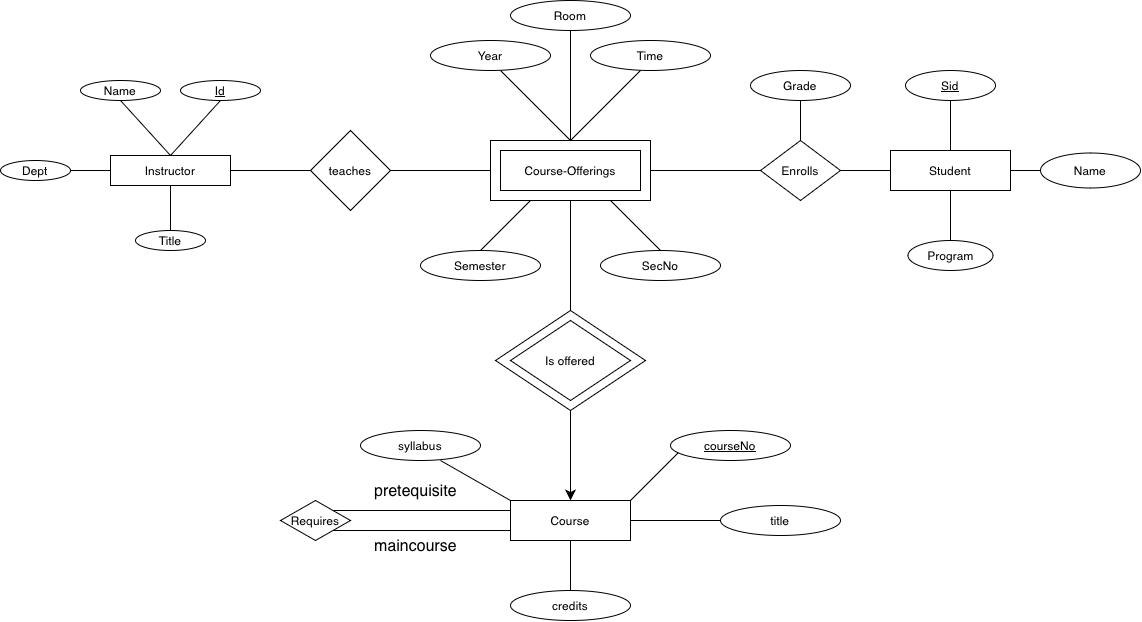 Room
Year
Time
Name
Id
Grade
Sid
Dept
Instructor
teaches
Course-Offerings
Enrolls
Student
Name
Title
Semester
SecNo
Program
Is offered
syllabus
courseNo
pretequisite
Requires
Course
title
maincourse
credits